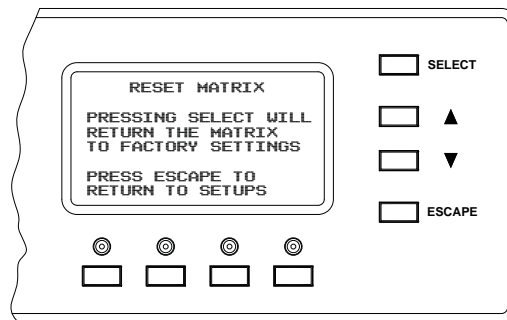 RESET MATRIX
PRESSING SELECT WILL
RETURN THE MATRIX
TO FACTORY SETTINGS
PRESS ESCAPE TO
RETURN TO SETUPS
SELECT
▲
▼
ESCAPE